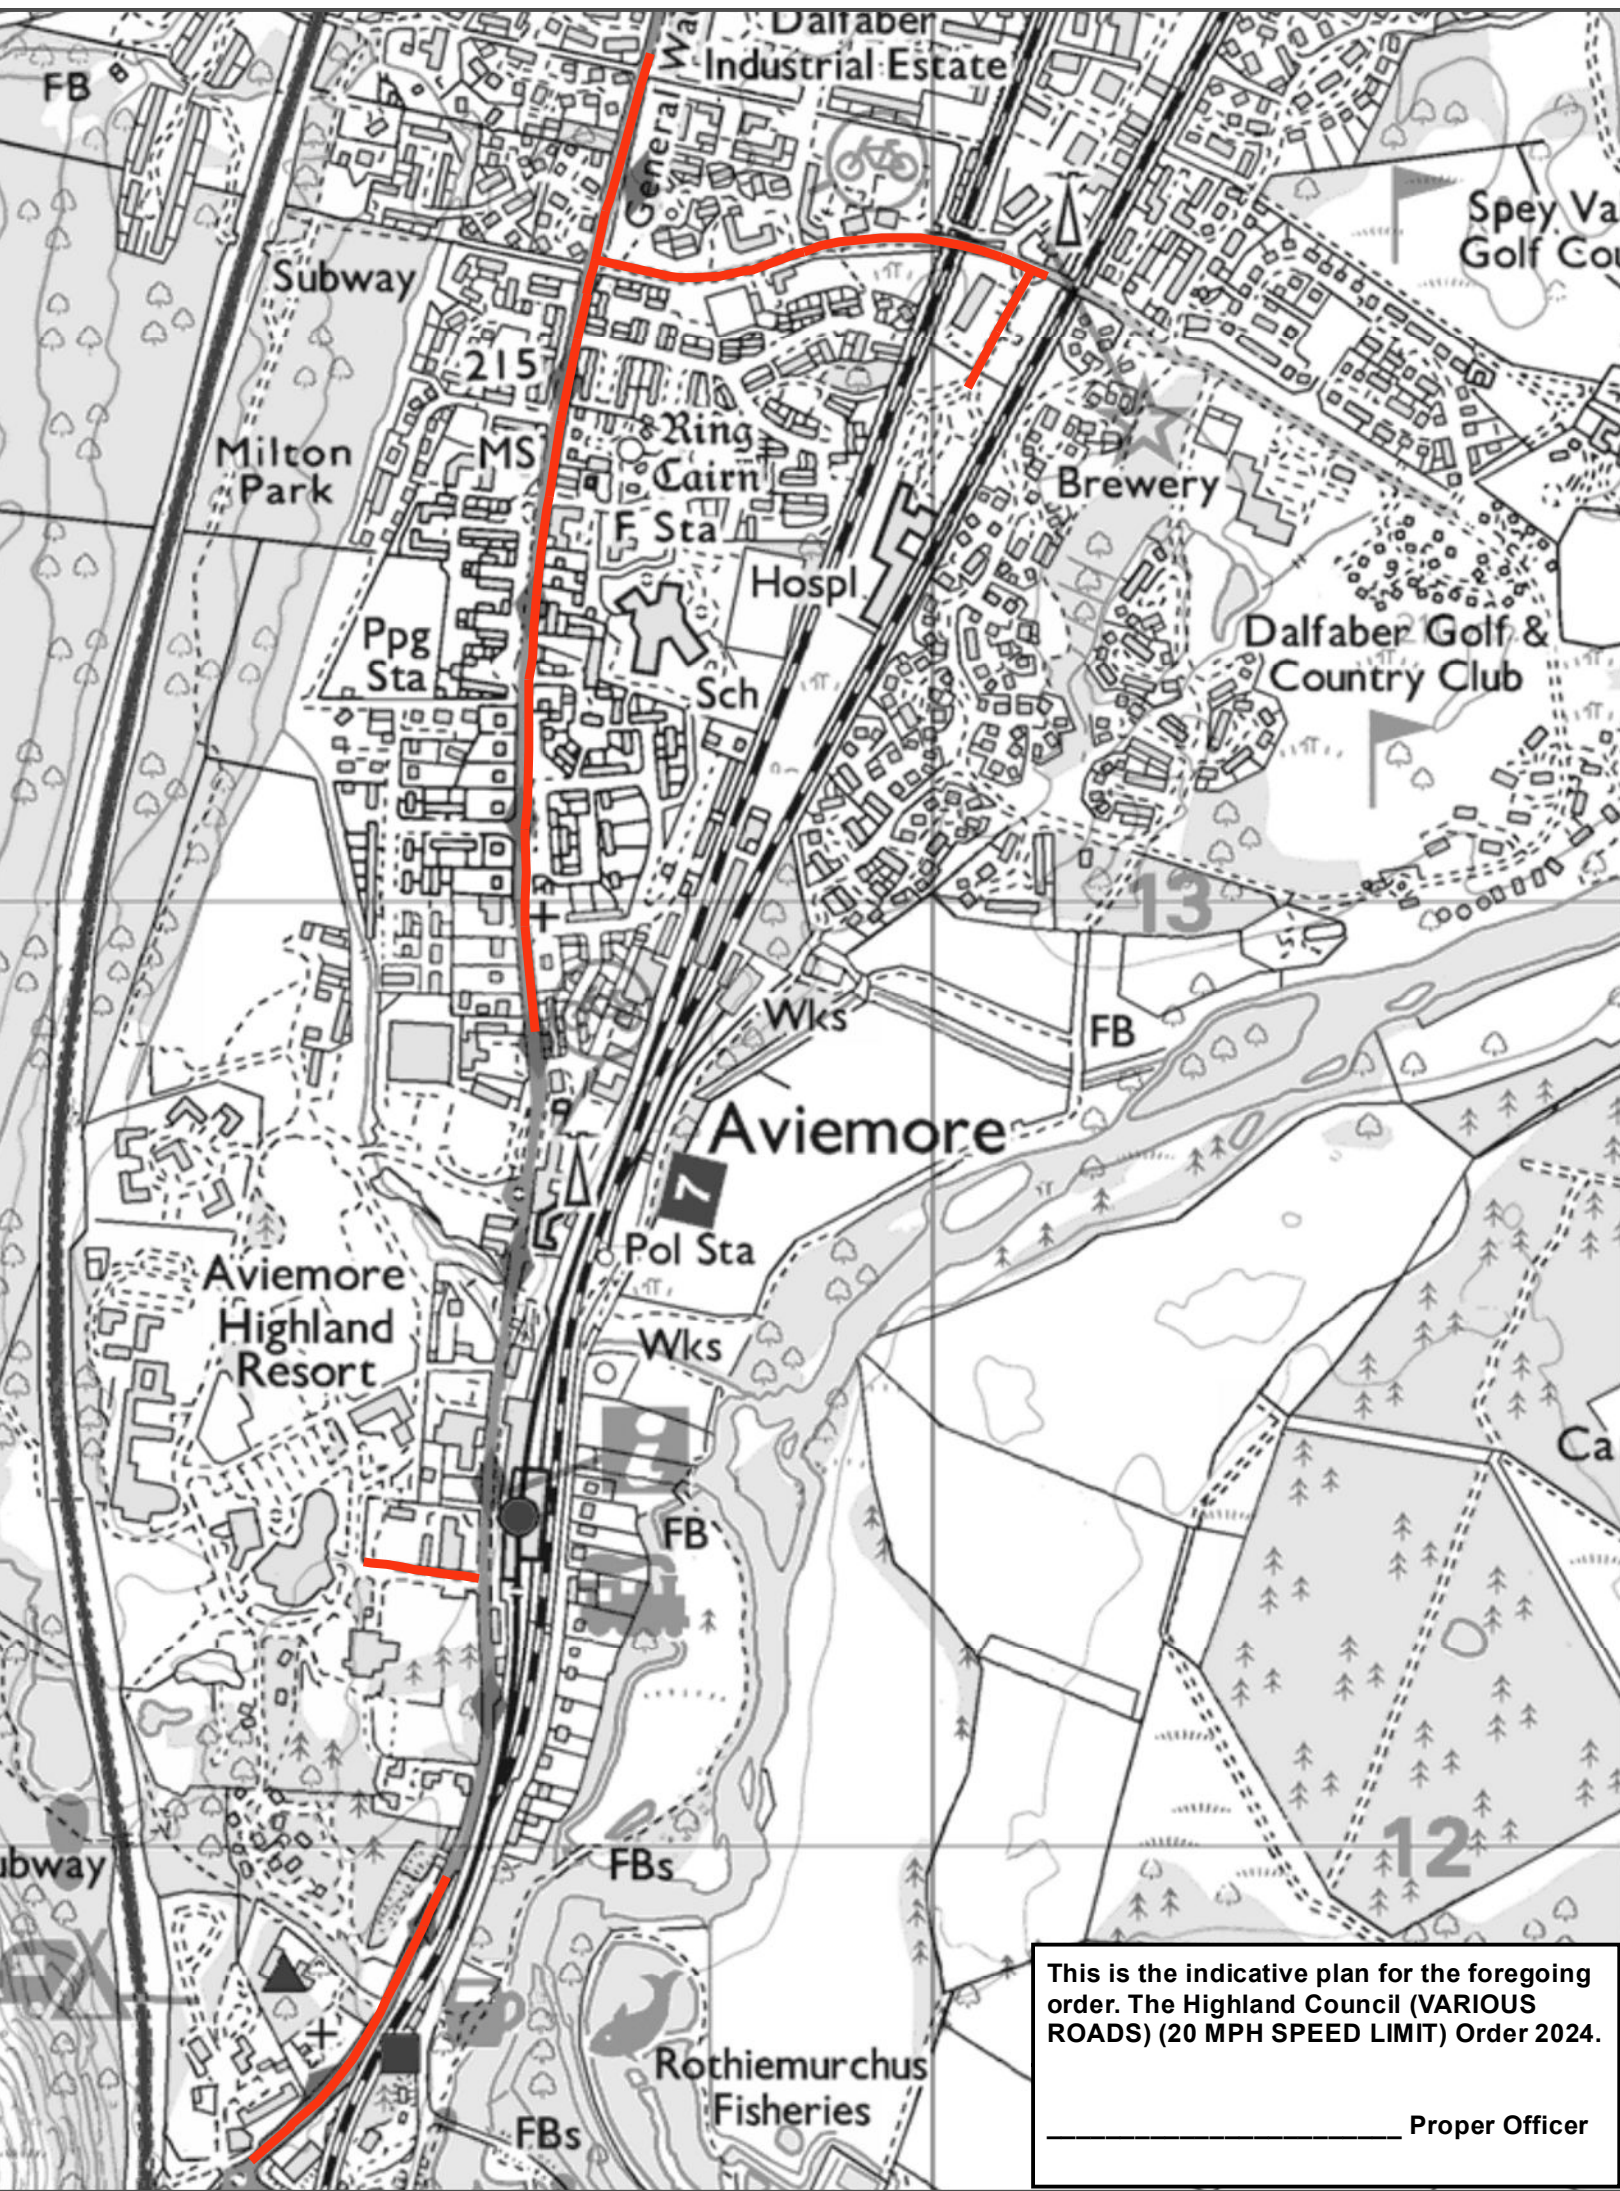 Dalfaber
Industrial Estate
General Wad
FB
Spey Va
Golf Cou
Subway
215
Milton
Park
MS
Ring
Cairn
F Sta
Brewery
Hospl
Ppg
Sta
Sch
Dalfaber Golf &
Country Club
13
Wks
FB
9
Aviemore
7
Pol Sta
Aviemore
Highland
Resort
Wks
i
Ca
FB
12
ubway
FBs
Rothiemurchus
Fisheries
FBs
This is the indicative plan for the foregoing
order. The Highland Council (VARIOUS
ROADS) (20 MPH SPEED LIMIT) Order 2024.
__________________________ Proper Officer